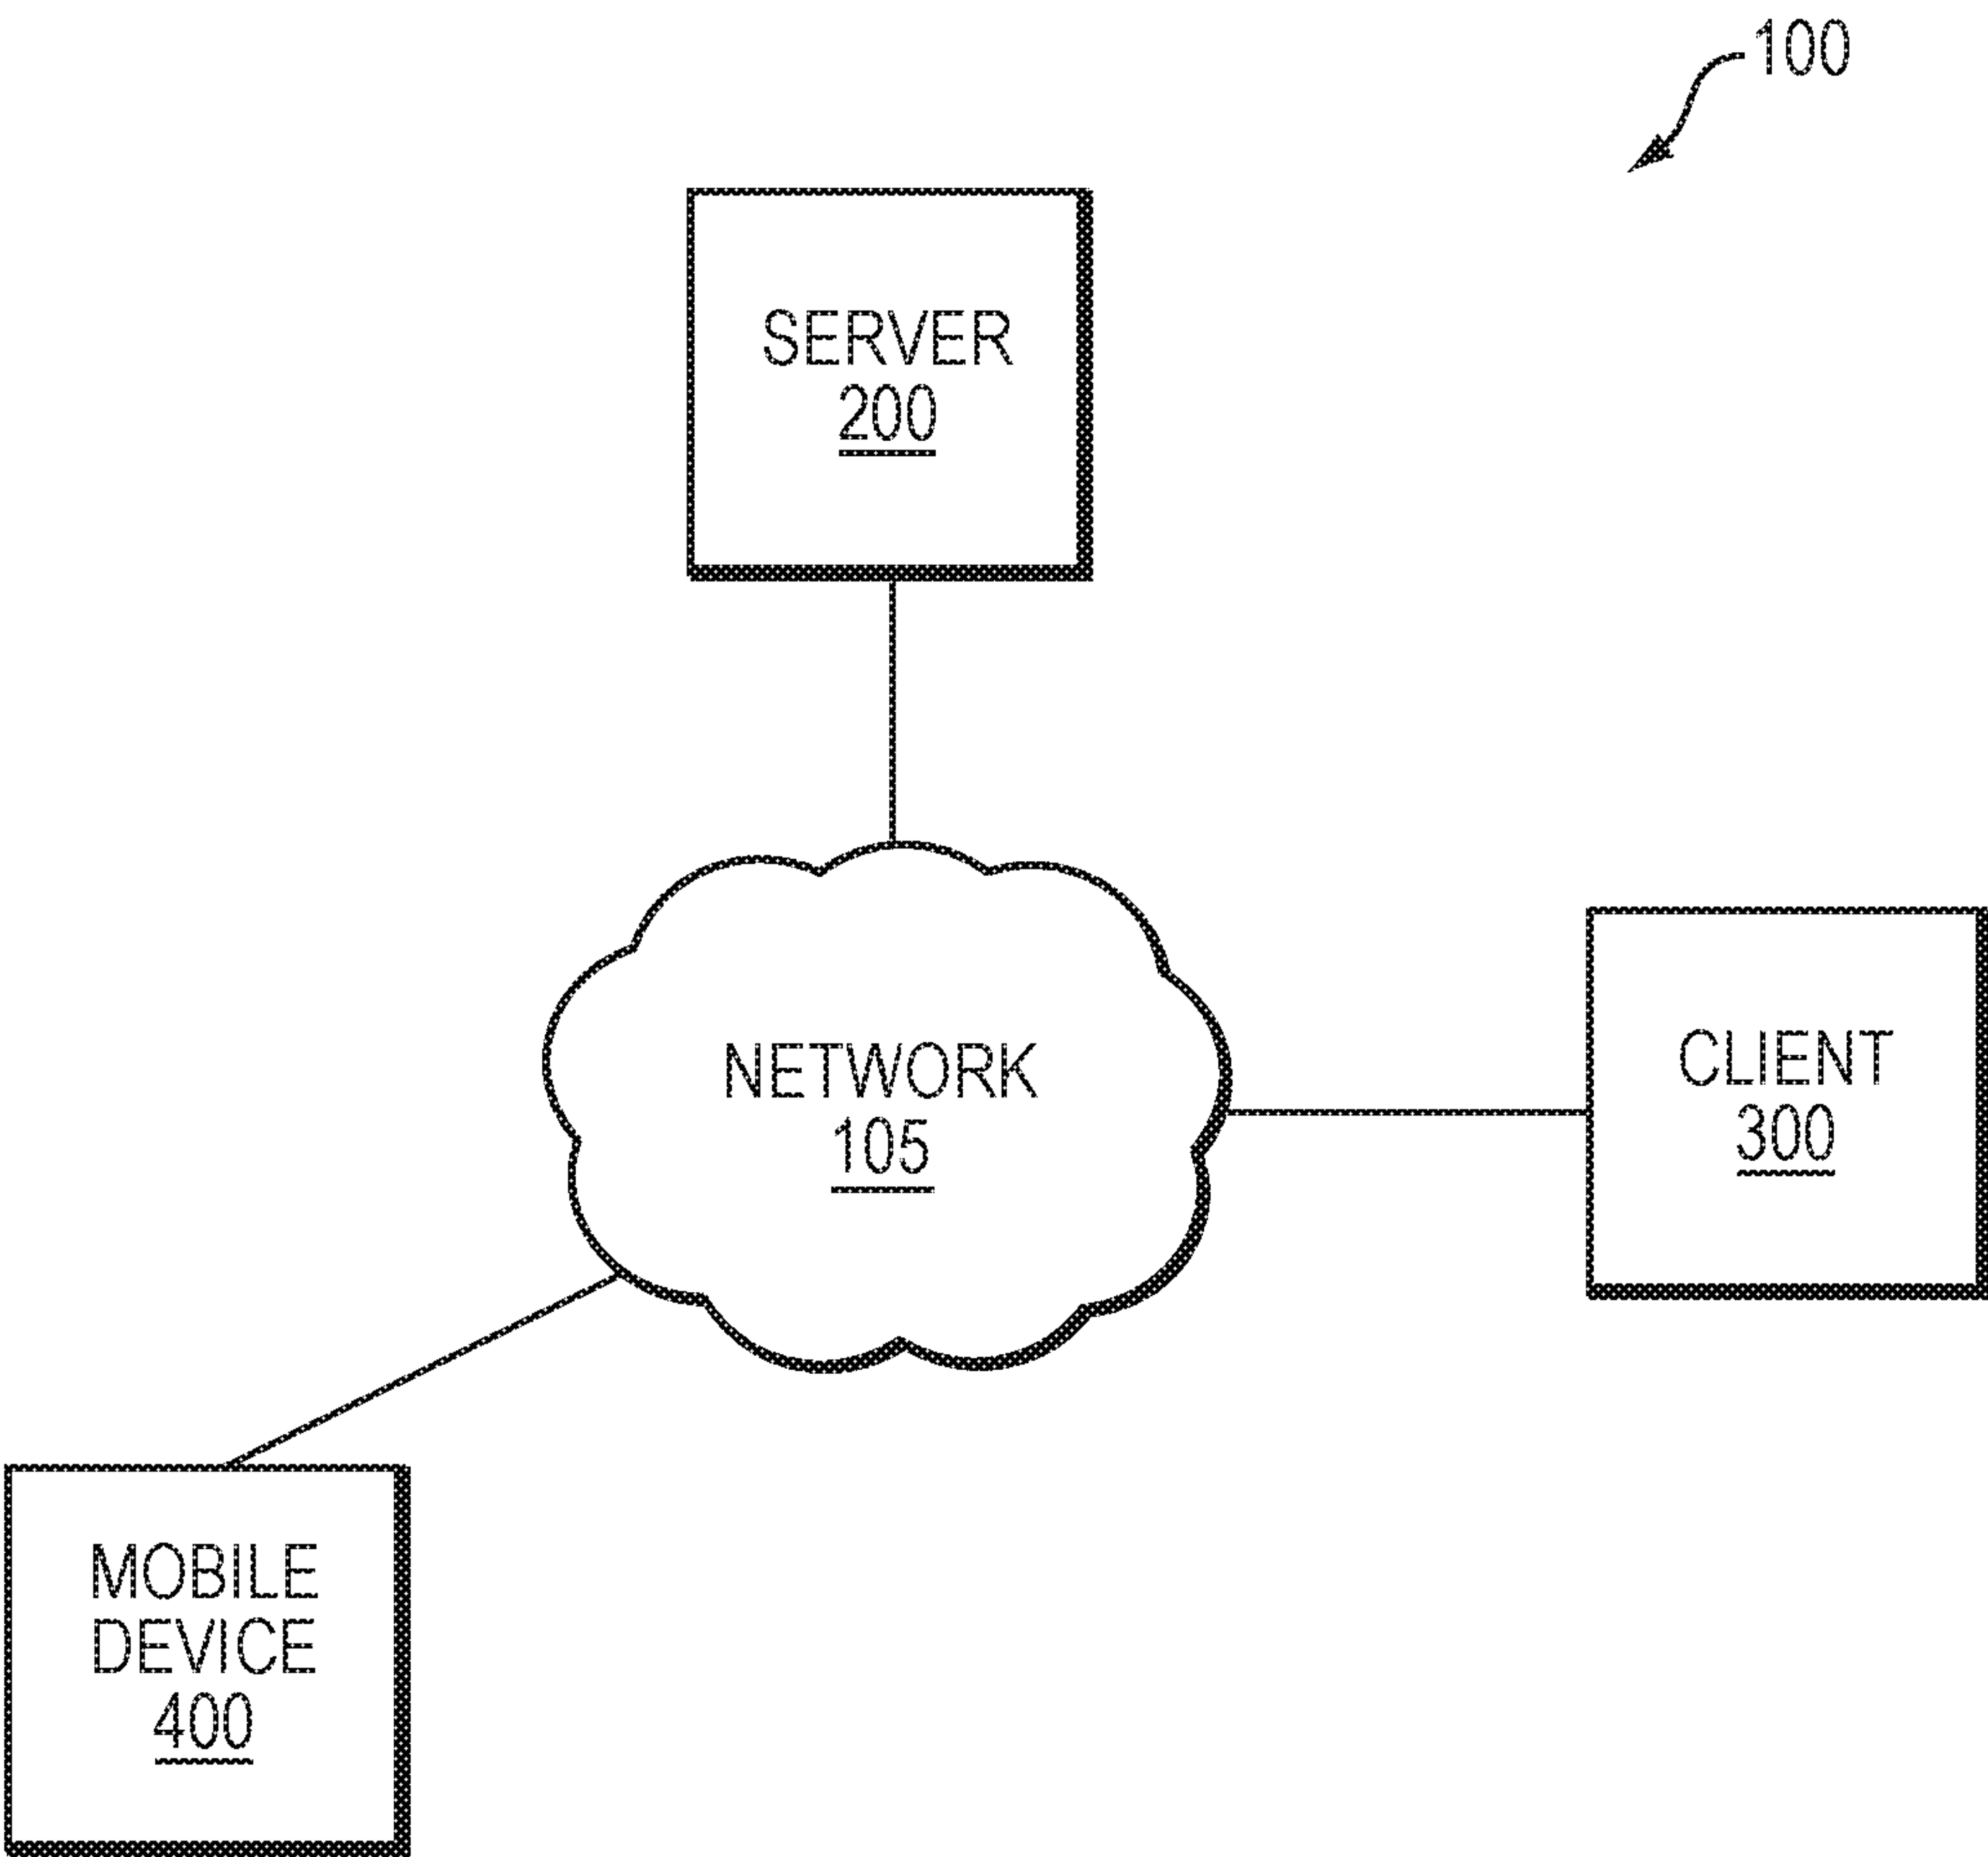 100
SERVER
200
NETWORK
105
CLIENT
300
MOBILE
DEVICE
400